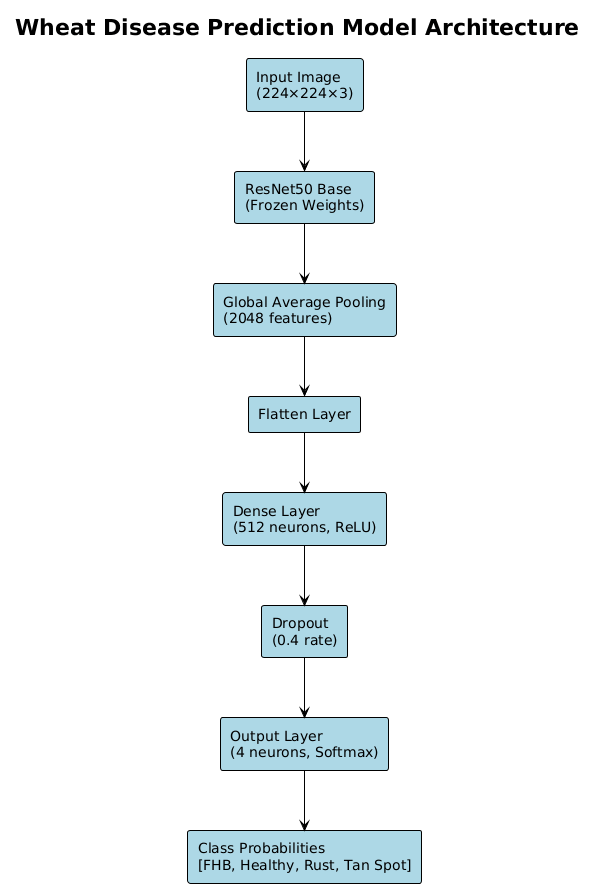 Wheat Disease Prediction Model Architecture
Input Image
(224×224×3)
ResNet50 Base
(Frozen Weights)
Global Average Pooling
(2048 features)
Flatten Layer
Dense Layer
(512 neurons, ReLU)
Dropout
(0.4 rate)
Output Layer
(4 neurons, Softmax)
Class Probabilities
[FHB, Healthy, Rust, Tan Spot]